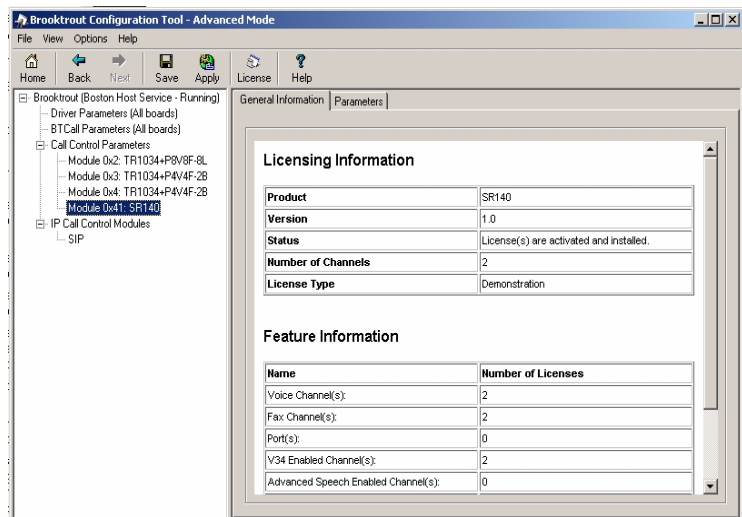 Brooktrout Configuration Tool - Advanced Mode
File View Options Help
Home Back Next Save Apply License Help
Brooktrout (Boston Host Service - Running)
Driver Parameters (All boards)
BTCall Parameters (All boards)
Call Control Parameters
Module 0x2: TR1034+P8V8F-8L
Module 0x3: TR1034+P4V4F-2B
Module 0x4: TR1034+P4V4F-2B
Module 0x41: SR140
IP Call Control Modules
SIP
General Information Parameters
Licensing Information
Product SR140
Version 1.0
Status License(s) are activated and installed.
Number of Channels 2
License Type Demonstration
Feature Information
Name Number of Licenses
Voice Channel(s): 2
Fax Channel(s): 2
Port(s): 0
V34 Enabled Channel(s): 2
Advanced Speech Enabled Channel(s): 0